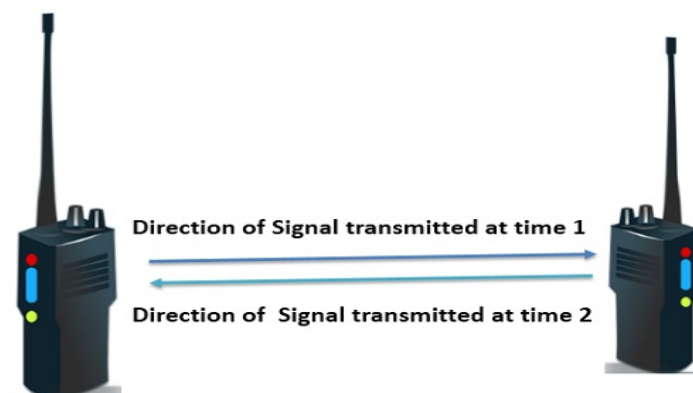 Direction of Signal transmitted at time 1
Direction of  Signal transmitted at time 2